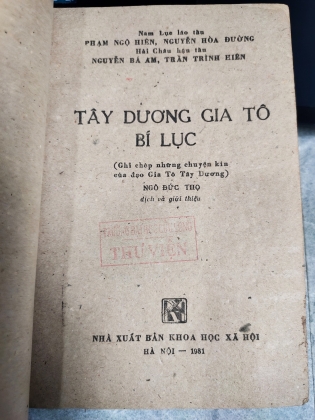 Nam Lục lão tẩu
PHẠM NGỘ HIÊN, NGUYỄN HÒA ĐƯỜNG
Hải Châu hậu tẩu
NGUYỄN BÁ AM, TRẦN TRÌNH HIÊN
TÂY DƯƠNG GIA TÔ
BÍ LỤC
(Ghi chép những chuyện kín
của đạo Gia Tô Tây Dương)
NGÔ ĐỨC THỌ
dịch và giới thiệu
THƯ VIỆN
NHÀ XUẤT BẢN KHOA HỌC XÃ HỘI
HÀ NỘI — 1981